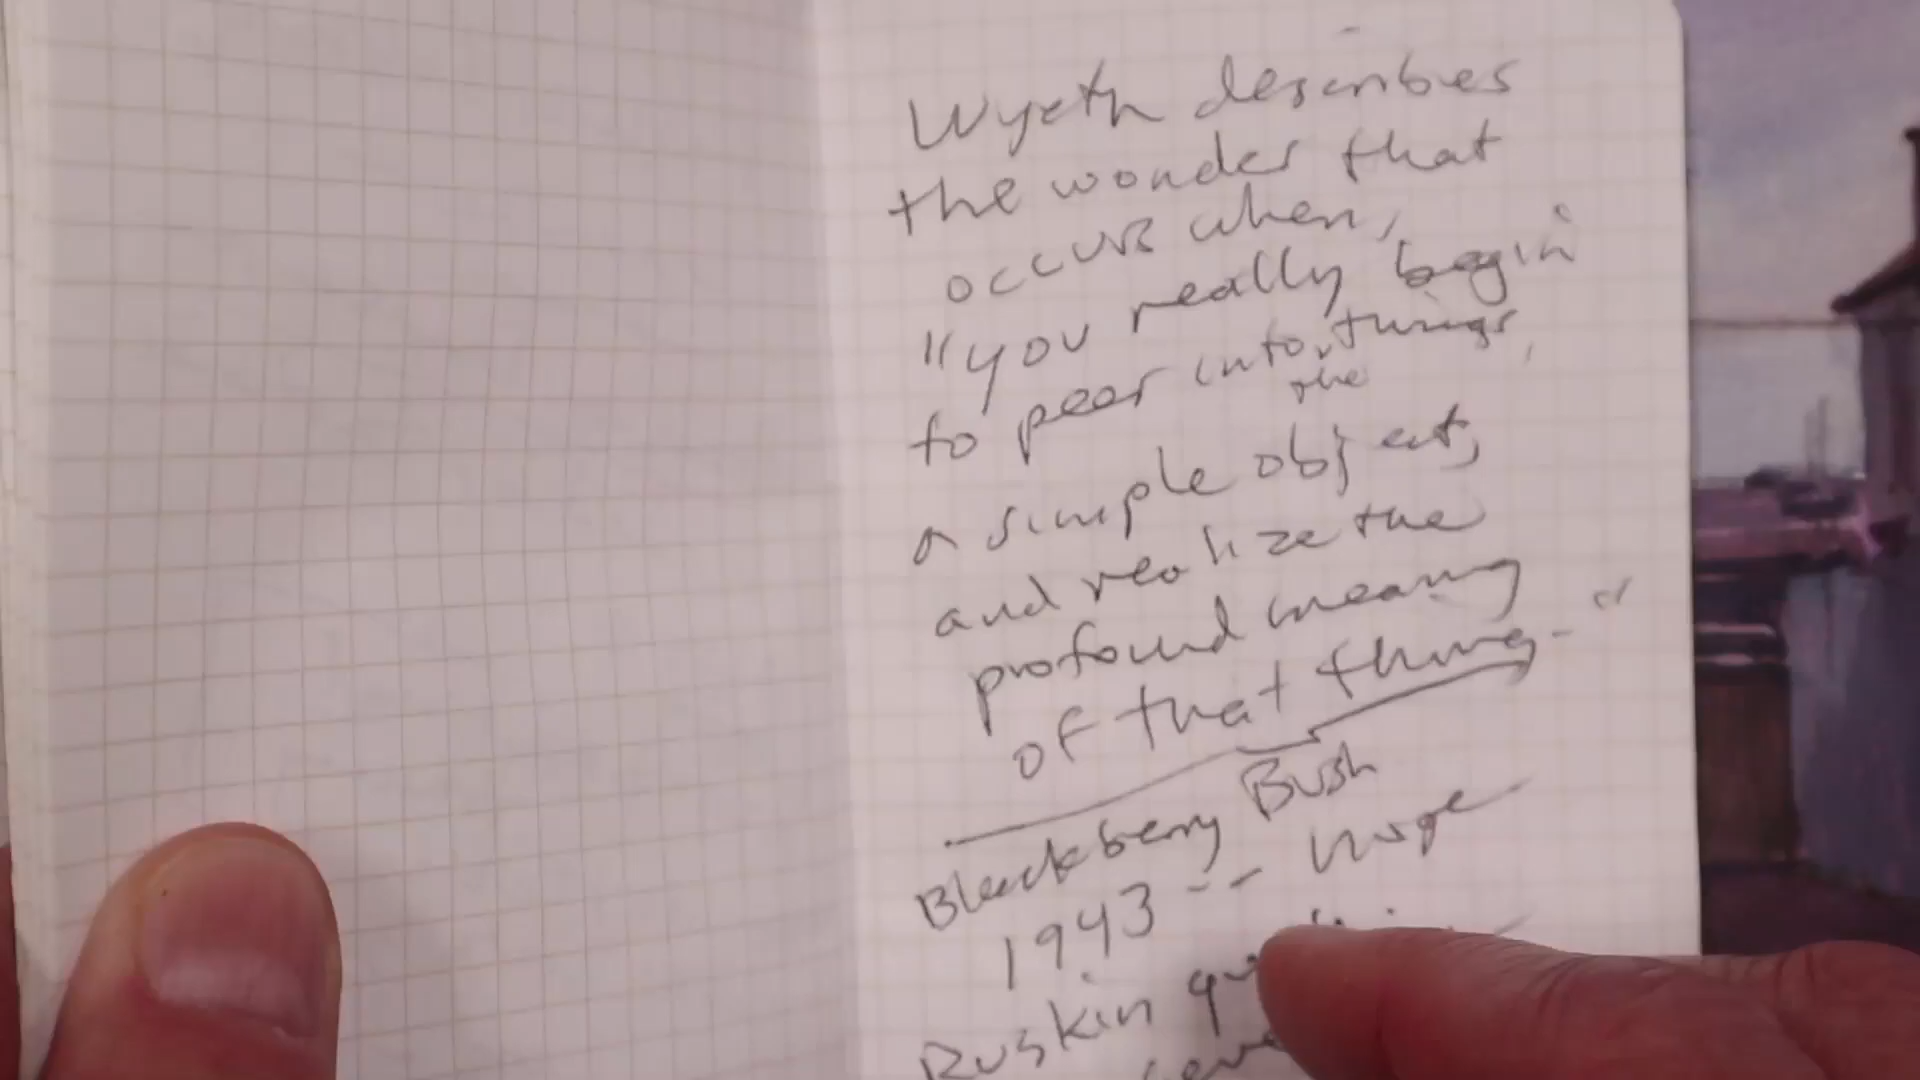 Wyeth describes
the wonder that
occurs when,
"you really begin
to peer into, things,
the
a simple object,
and realize the
profound meaning
of that thing."
Blackberry Bush
1943 --
Ruskin